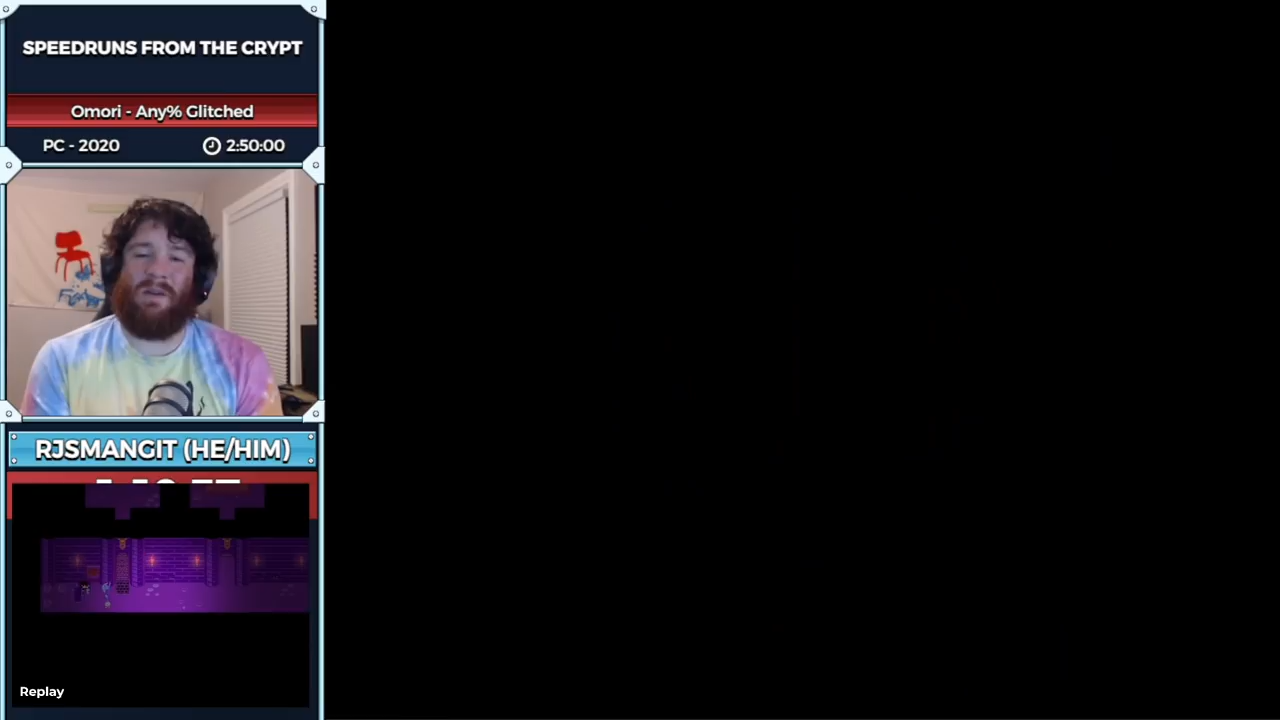 SPEEDRUNS FROM THE CRYPT
Omori - Any% Glitched
PC - 2020
2:50:00
RJSMANGIT (HE/HIM)
Replay